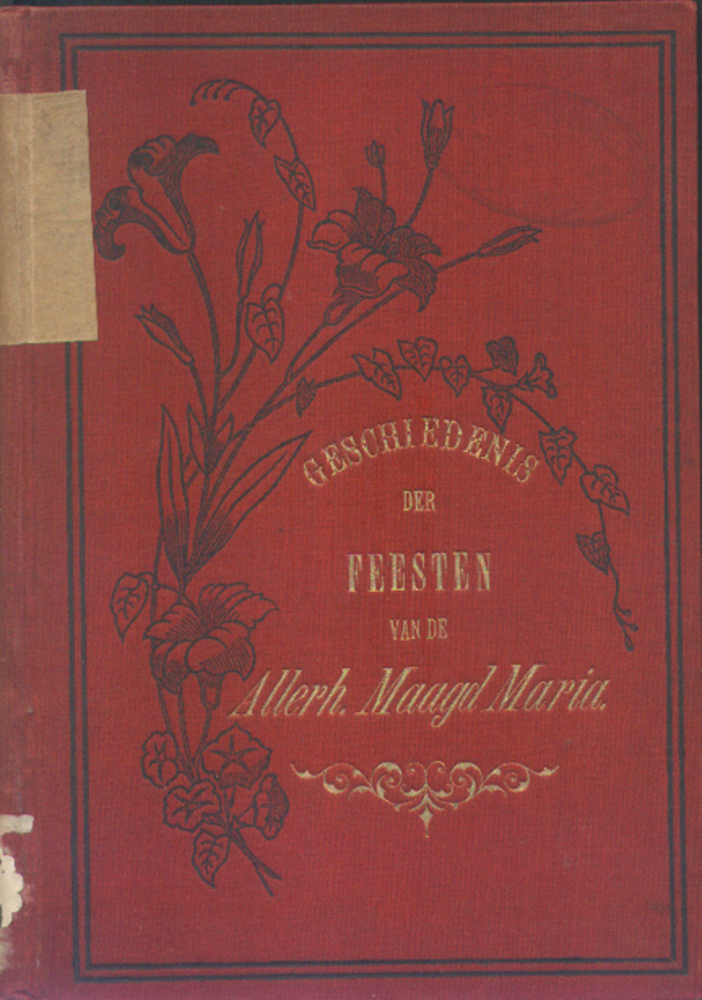 GESCHIEDENIS
DER
FEESTEN
VAN DE
Allerh. Maagd Maria.